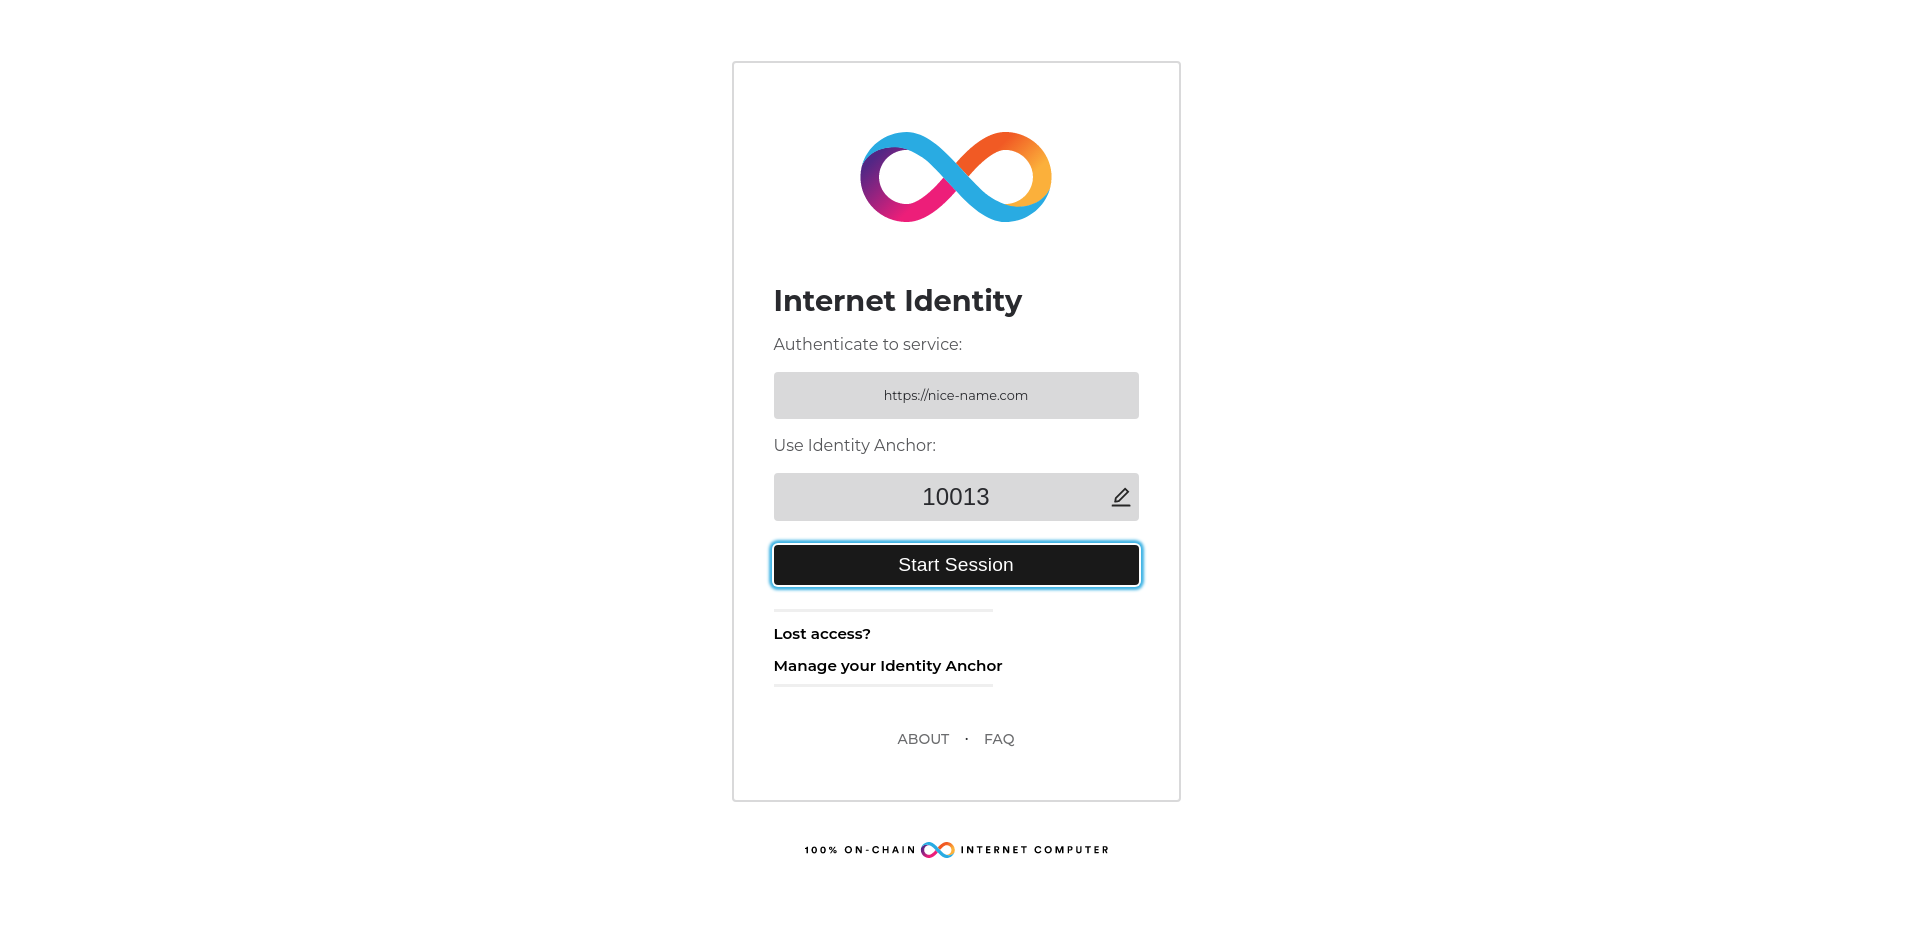 Internet Identity
Authenticate to service:
https://nice-name.com
Use Identity Anchor:
10013
Start Session
Lost access?
Manage your Identity Anchor
ABOUT · FAQ
100% ON-CHAIN INTERNET COMPUTER